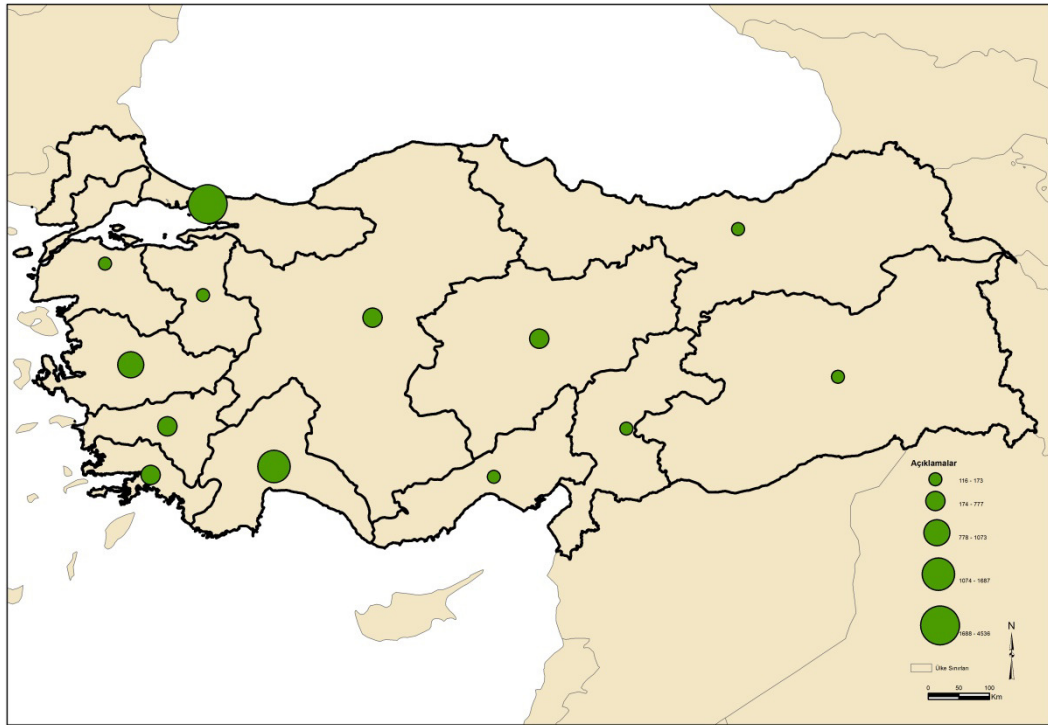 Açıklamalar
116 - 173
174 - 777
778 - 1073
1074 - 1687
1688 - 4536
N
Ülke Sınırları
0 50 100
Km